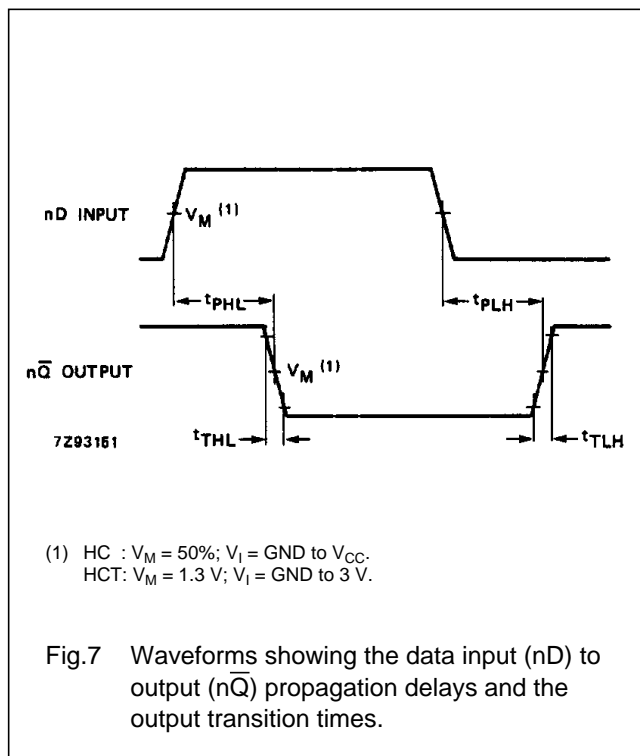 nD INPUT
V_M (1)
t_PHL
t_PLH
nQ̅ OUTPUT
V_M (1)
7Z93161
t_THL
t_TLH
(1) HC : V_M = 50%; V_I = GND to V_CC.
HCT: V_M = 1.3 V; V_I = GND to 3 V.
Fig.7 Waveforms showing the data input (nD) to
output (nQ̅) propagation delays and the
output transition times.